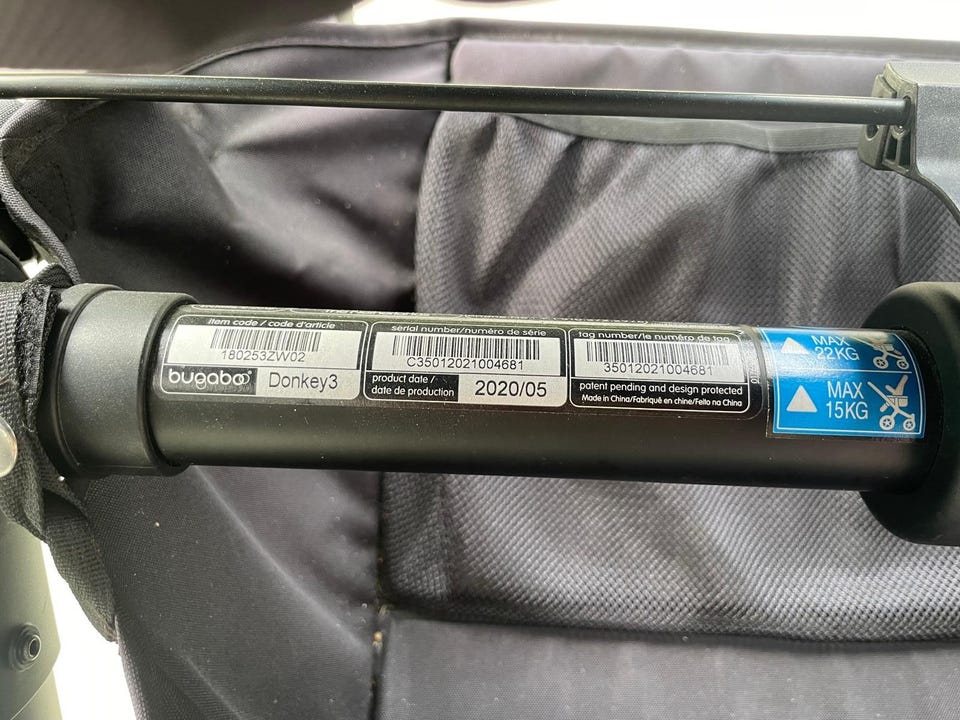 item code / code d'article
180253ZW02
bugaboo
Donkey3
serial number/numéro de série
C35012021004681
product date /
date de production
2020/05
tag number/le numéro de tag
35012021004681
patent pending and design protected
Made in China/Fabriqué en chine/Feito na China
MAX
22KG
MAX
15KG